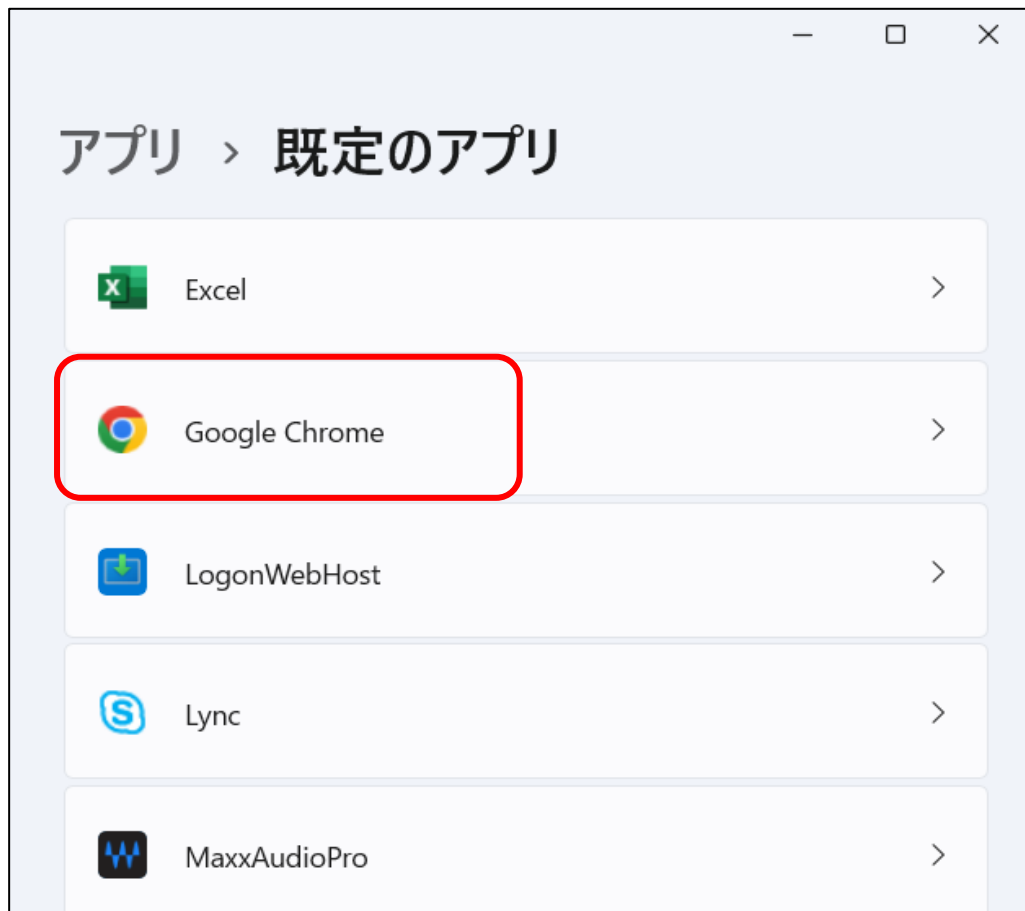 アプリ › 既定のアプリ
Excel
Google Chrome
LogonWebHost
Lync
MaxxAudioPro